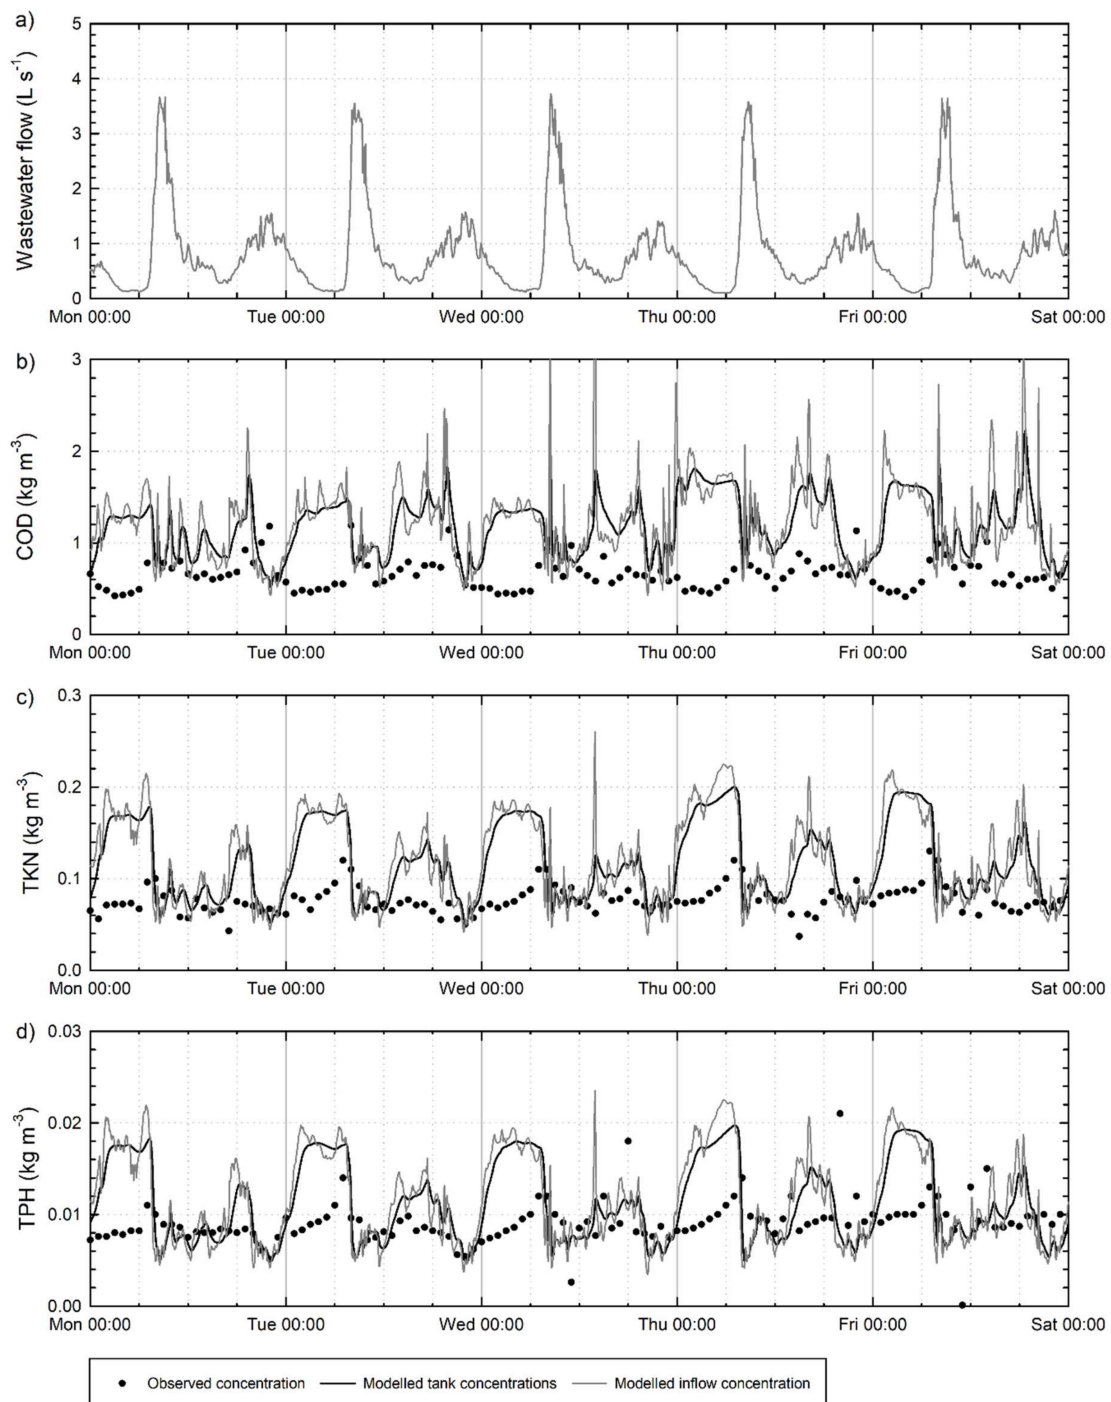 a)
Wastewater flow (L s⁻¹)
5
4
3
2
1
0
Mon 00:00 Tue 00:00 Wed 00:00 Thu 00:00 Fri 00:00 Sat 00:00
b)
COD (kg m⁻³)
3
2
1
0
Mon 00:00 Tue 00:00 Wed 00:00 Thu 00:00 Fri 00:00 Sat 00:00
c)
TKN (kg m⁻³)
0.3
0.2
0.1
0.0
Mon 00:00 Tue 00:00 Wed 00:00 Thu 00:00 Fri 00:00 Sat 00:00
d)
TPH (kg m⁻³)
0.03
0.02
0.01
0.00
Mon 00:00 Tue 00:00 Wed 00:00 Thu 00:00 Fri 00:00 Sat 00:00
Observed concentration Modelled tank concentrations Modelled inflow concentration